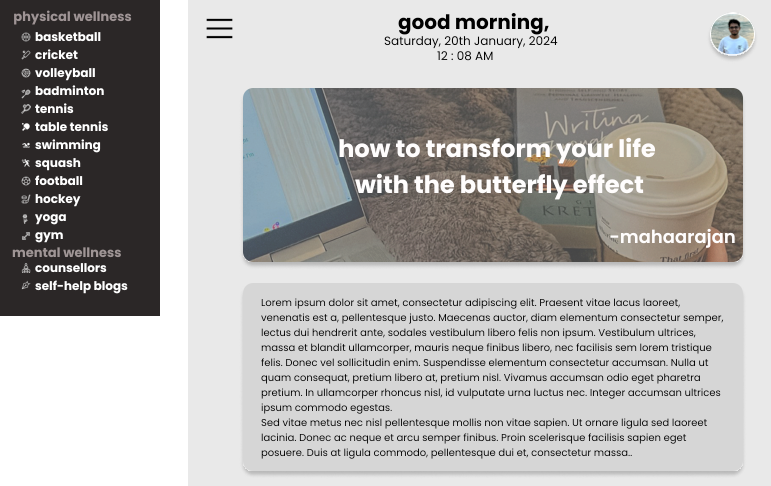 physical wellness
basketball
cricket
volleyball
badminton
tennis
table tennis
swimming
squash
football
hockey
yoga
gym
mental wellness
counsellors
self-help blogs
good morning,
Saturday, 20th January, 2024
12 : 08 AM
Writing
how to transform your life
with the butterfly effect
-mahaarajan
Lorem ipsum dolor sit amet, consectetur adipiscing elit. Praesent vitae lacus laoreet,
venenatis est a, pellentesque justo. Maecenas auctor, diam elementum consectetur semper,
lectus dui hendrerit ante, sodales vestibulum libero felis non ipsum. Vestibulum ultrices,
massa et blandit ullamcorper, mauris neque finibus libero, nec facilisis sem lorem tristique
felis. Donec vel sollicitudin enim. Suspendisse elementum consectetur accumsan. Nulla ut
quam consequat, pretium libero at, pretium nisl. Vivamus accumsan odio eget pharetra
pretium. In ullamcorper rhoncus nisl, id vulputate urna luctus nec. Integer accumsan ultrices
ipsum commodo egestas.
Sed vitae metus nec nisl pellentesque mollis non vitae sapien. Ut ornare ligula sed laoreet
lacinia. Donec ac neque et arcu semper finibus. Proin scelerisque facilisis sapien eget
posuere. Duis at ligula commodo, pellentesque dui et, consectetur massa..